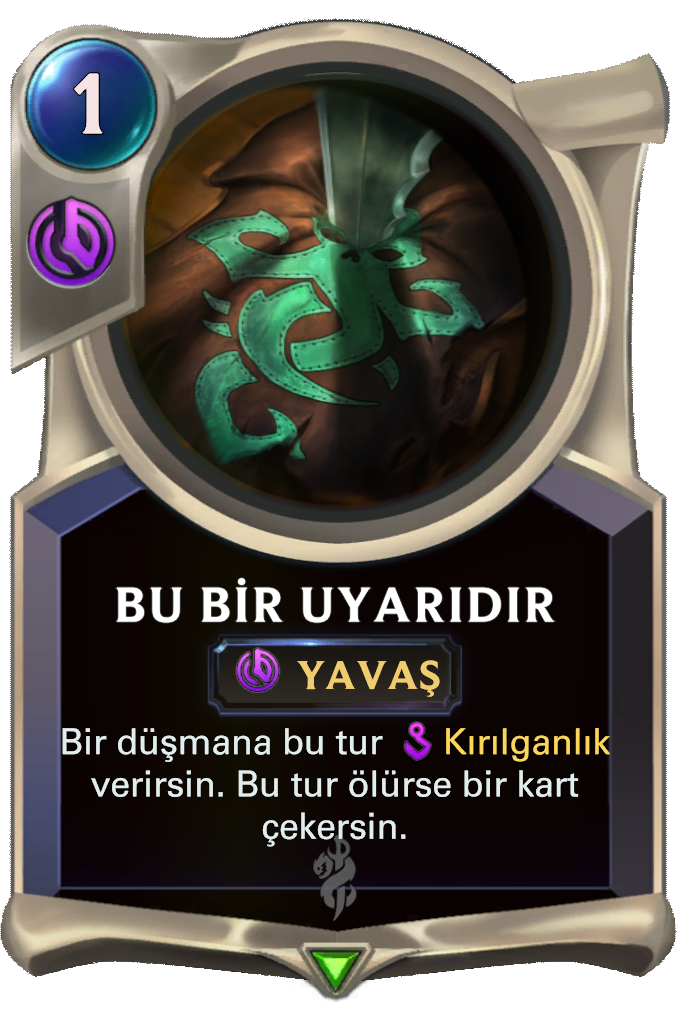 1
BU BİR UYARIDIR
YAVAŞ
Bir düşmana bu tur Kırılganlık
verirsin. Bu tur ölürse bir kart
çekersin.